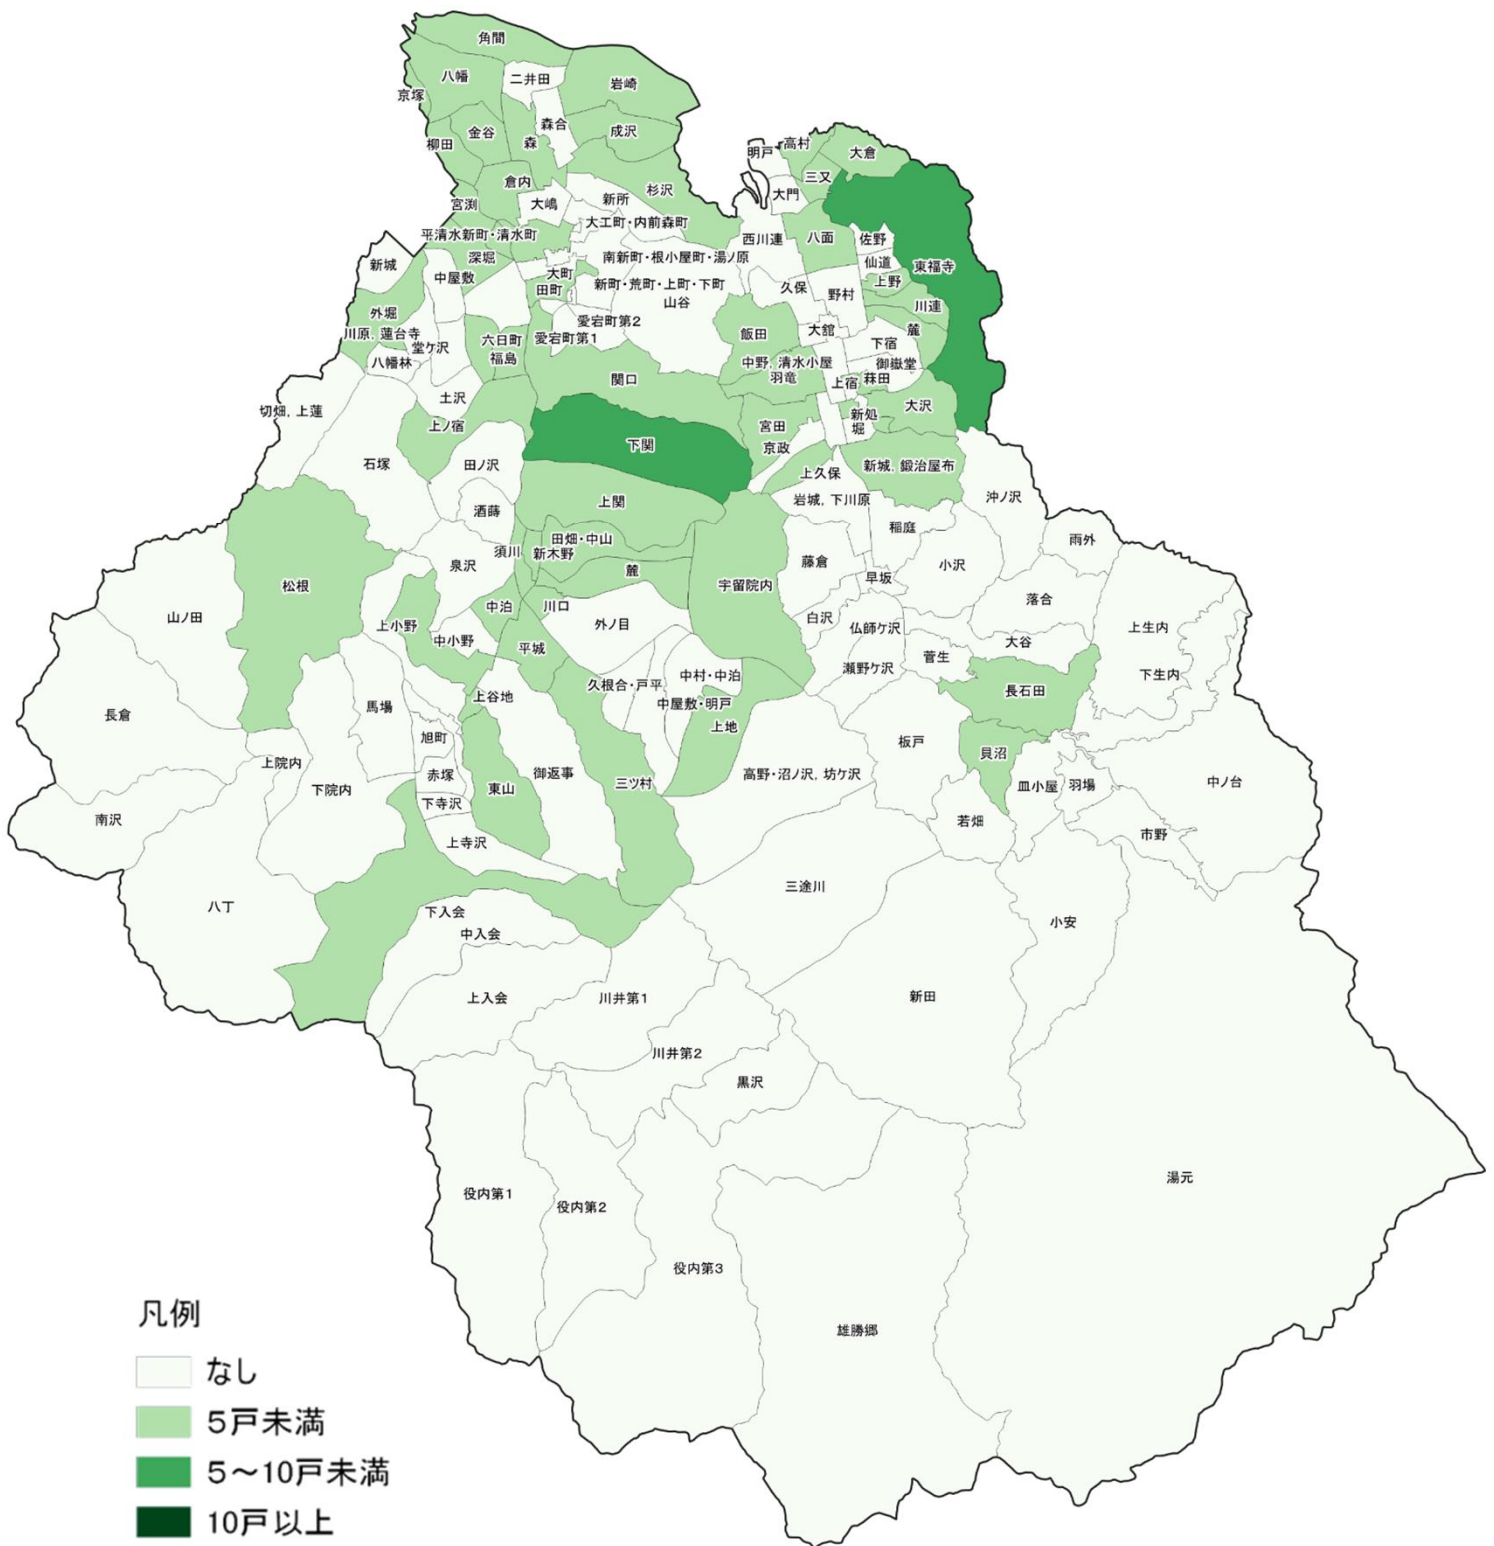 角間
八幡
二井田
岩崎
京塚
森合
成沢
金谷
森
柳田
明戸
高村
大倉
倉内
三又
杉沢
宮渕
大嶋
新所
大門
大工町・内前森町
平清水新町・清水町
西川連
八面
佐野
深堀
南新町・根小屋町・湯ノ原
仙道
東福寺
新城
中屋敷
大町
新町・荒町・上町・下町
久保
上野
田町
山谷
野村
川連
外堀
愛宕町第2
川原, 蓮台寺
六日町
愛宕町第1
飯田
大舘
麓
堂ケ沢
下宿
八幡林
福島
中野, 清水小屋
御嶽堂
関口
羽竜
上宿
菻田
土沢
切畑, 上蓮
大沢
上ノ宿
宮田
新処
堀
下関
京政
石塚
田ノ沢
上久保
新城, 鍛治屋布
上関
岩城, 下川原
沖ノ沢
酒蒔
稲庭
田畑・中山
須川
新木野
雨外
泉沢
藤倉
小沢
松根
麓
宇留院内
早坂
中泊
川口
落合
山ノ田
上小野
外ノ目
白沢
仏師ケ沢
上生内
中小野
平城
大谷
菅生
瀬野ケ沢
中村・中泊
下生内
久根合・戸平
上谷地
長石田
馬場
中屋敷・明戸
長倉
上地
旭町
板戸
貝沼
上院内
赤塚
御返事
高野・沼ノ沢, 坊ケ沢
三ツ村
中ノ台
下院内
東山
皿小屋
羽場
下寺沢
南沢
若畑
市野
上寺沢
三途川
八丁
下入会
小安
中入会
上入会
川井第1
新田
川井第2
黒沢
湯元
役内第1
役内第2
役内第3
雄勝郷
凡例
なし
5戸未満
5～10戸未満
10戸以上